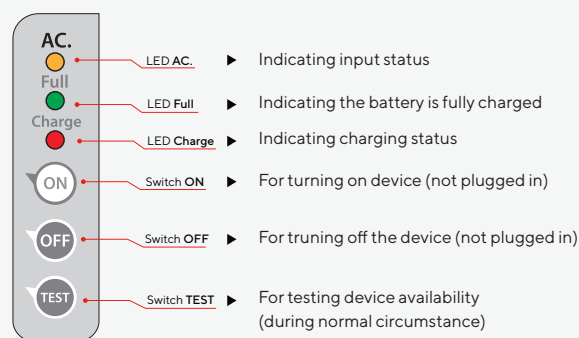 AC.
LED AC. ▶ Indicating input status
Full
LED Full ▶ Indicating the battery is fully charged
Charge
LED Charge ▶ Indicating charging status
ON
Switch ON ▶ For turning on device (not plugged in)
OFF
Switch OFF ▶ For truning off the device (not plugged in)
TEST
Switch TEST ▶ For testing device availability
(during normal circumstance)